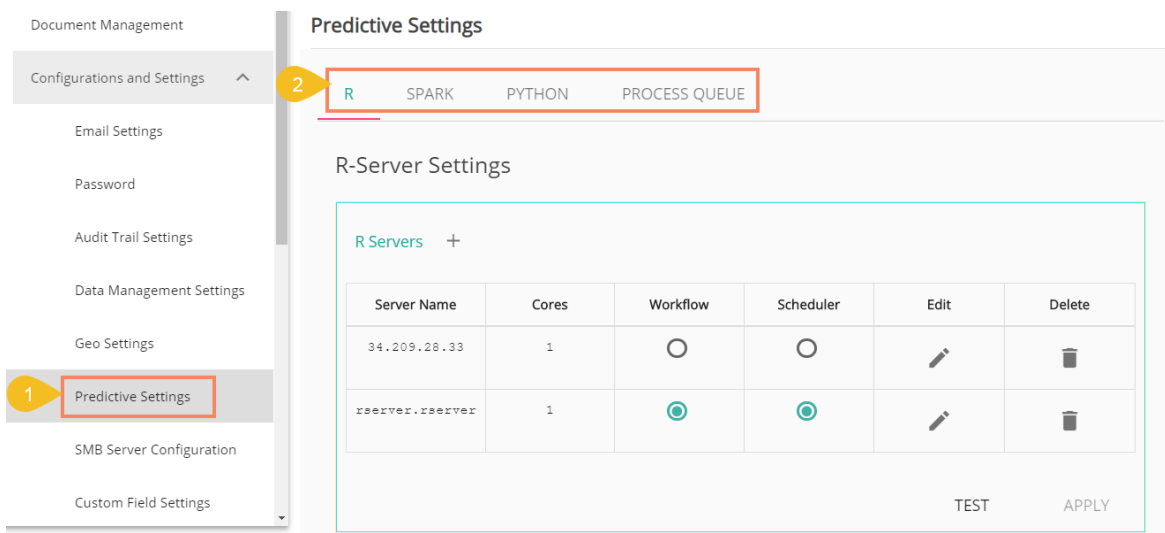 Document Management
Configurations and Settings
Email Settings
Password
Audit Trail Settings
Data Management Settings
Geo Settings
1
Predictive Settings
SMB Server Configuration
Custom Field Settings
Predictive Settings
2
R SPARK PYTHON PROCESS QUEUE
R-Server Settings
R Servers +
Server Name Cores Workflow Scheduler Edit Delete
34.209.28.33 1
rserver.rserver 1
TEST APPLY